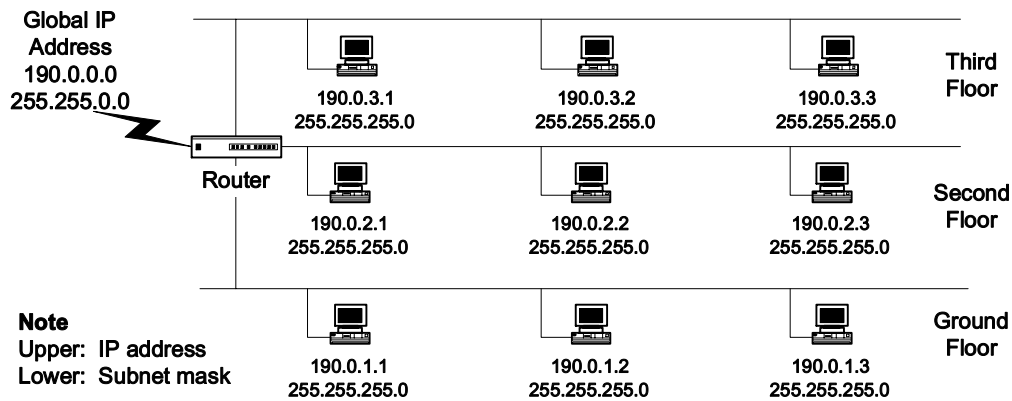 Global IP
Address
190.0.0.0
255.255.0.0
Third
Floor
190.0.3.1
255.255.255.0
190.0.3.2
255.255.255.0
190.0.3.3
255.255.255.0
Router
Second
Floor
190.0.2.1
255.255.255.0
190.0.2.2
255.255.255.0
190.0.2.3
255.255.255.0
Ground
Floor
190.0.1.1
255.255.255.0
190.0.1.2
255.255.255.0
190.0.1.3
255.255.255.0
Note
Upper: IP address
Lower: Subnet mask